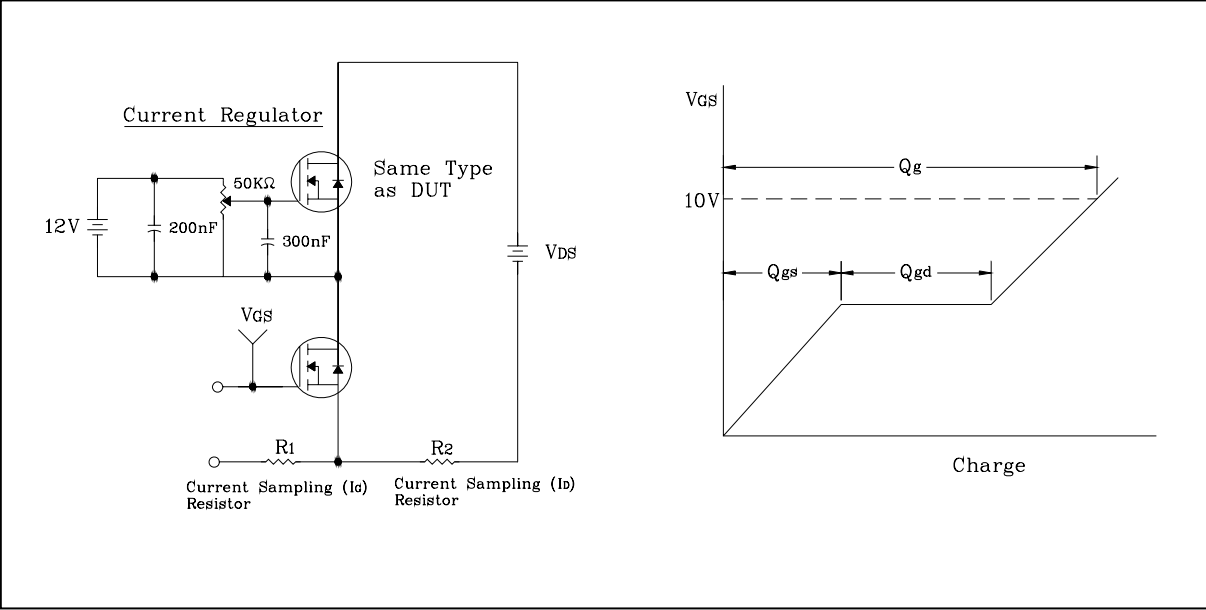 Current Regulator
Same Type
as DUT
50KΩ
12V
200nF
300nF
VDS
VGS
R1
R2
Current Sampling (IG)
Resistor
Current Sampling (ID)
Resistor
VGS
Qg
10V
Qgs
Qgd
Charge